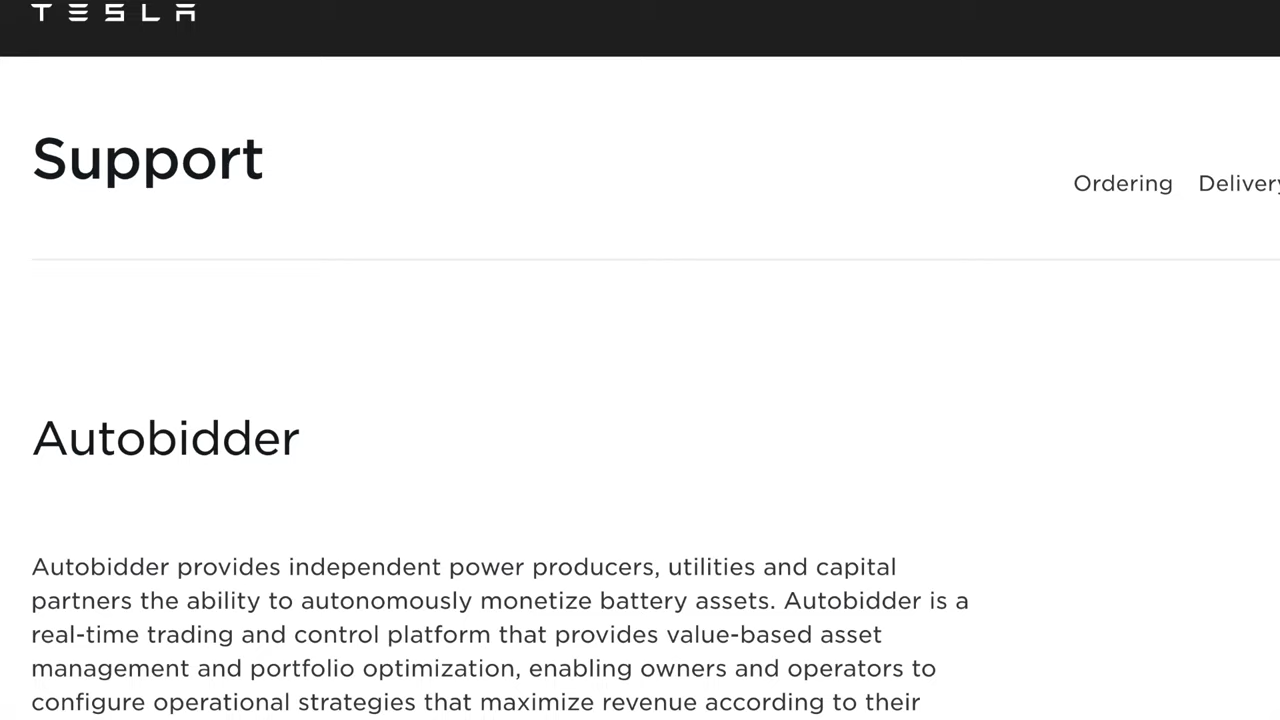 TESLA
Support
Ordering Delivery
Autobidder
Autobidder provides independent power producers, utilities and capital
partners the ability to autonomously monetize battery assets. Autobidder is a
real-time trading and control platform that provides value-based asset
management and portfolio optimization, enabling owners and operators to
configure operational strategies that maximize revenue according to their